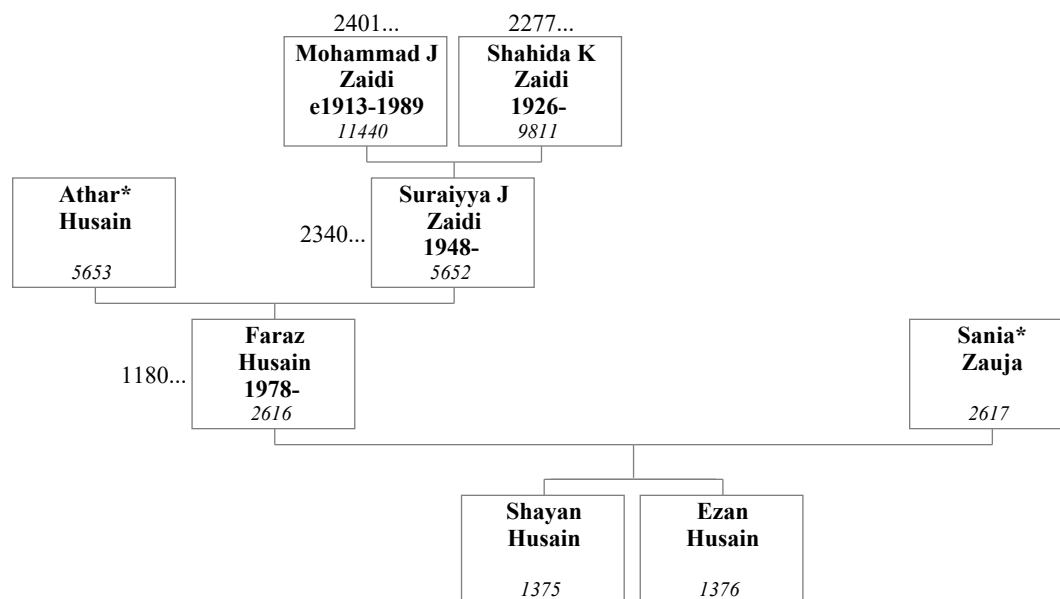 2401...
2277...
Mohammad J
Zaidi
e1913-1989
11440
Shahida K
Zaidi
1926-
9811
Athar*
Husain
5653
2340...
Suraiyya J
Zaidi
1948-
5652
1180...
Faraz
Husain
1978-
2616
Sania*
Zauja
2617
Shayan
Husain
1375
Ezan
Husain
1376